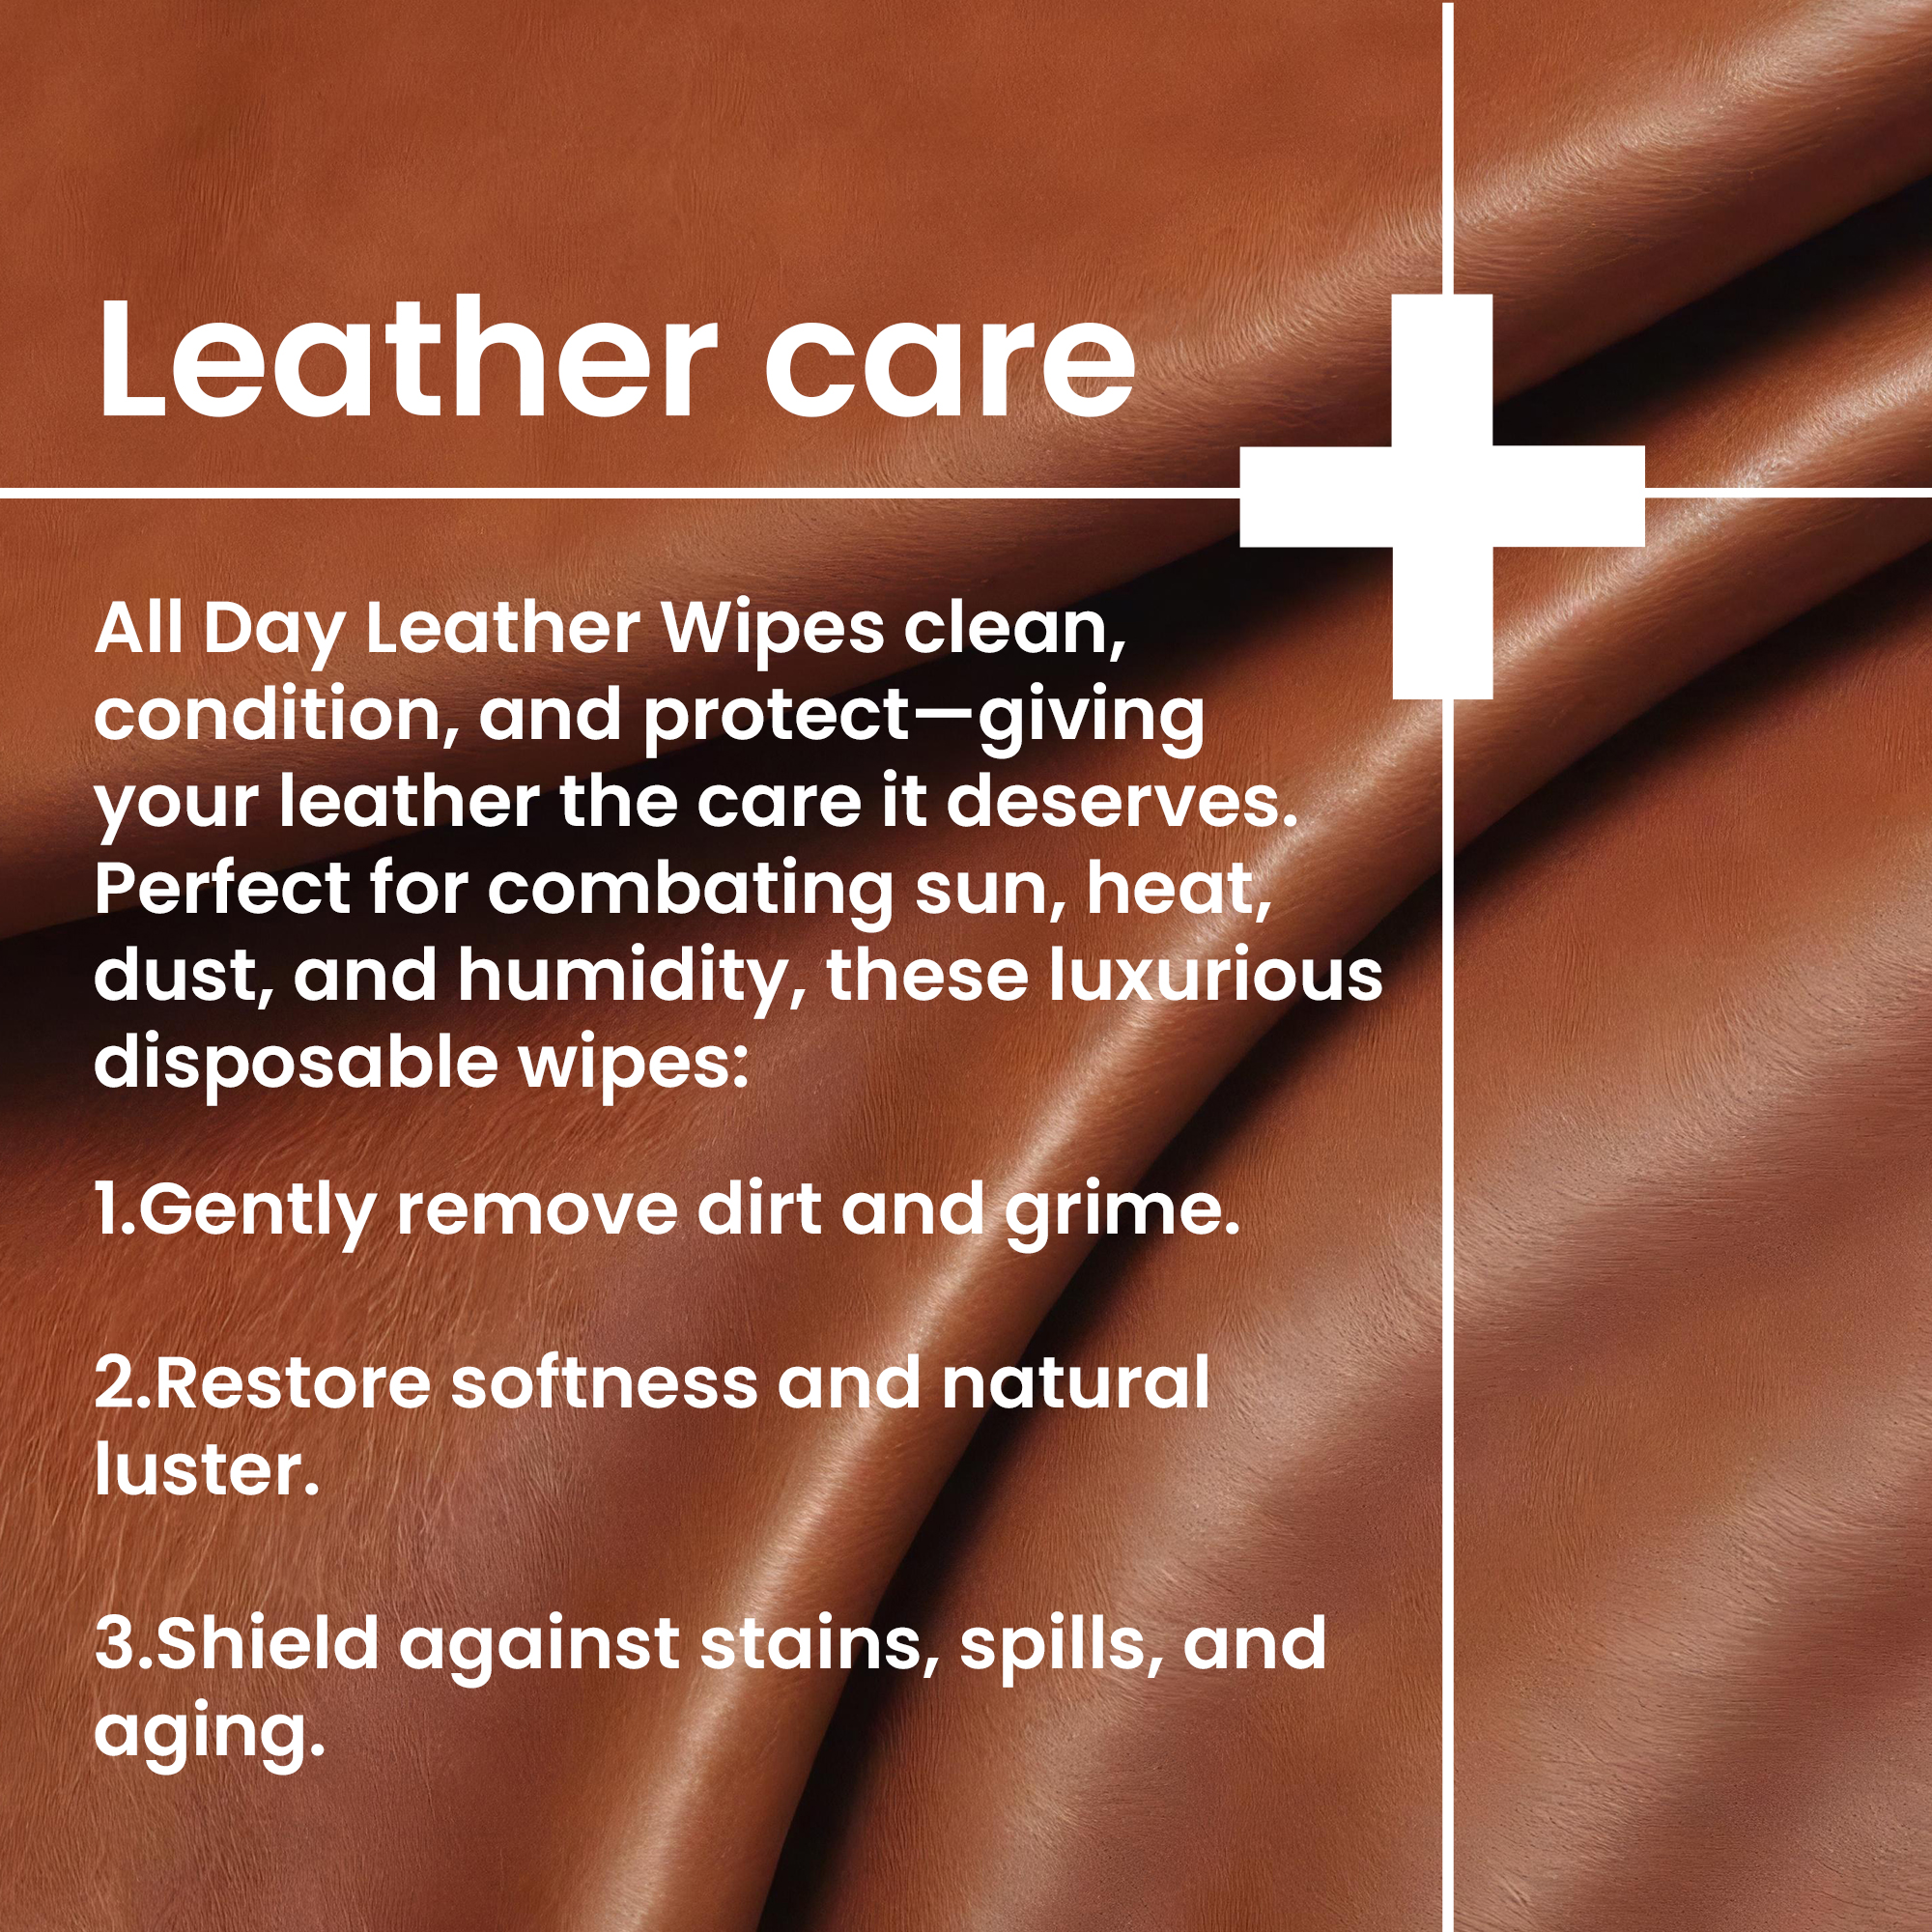 Leather care
All Day Leather Wipes clean,
condition, and protect—giving
your leather the care it deserves.
Perfect for combating sun, heat,
dust, and humidity, these luxurious
disposable wipes:
1.Gently remove dirt and grime.
2.Restore softness and natural
luster.
3.Shield against stains, spills, and
aging.